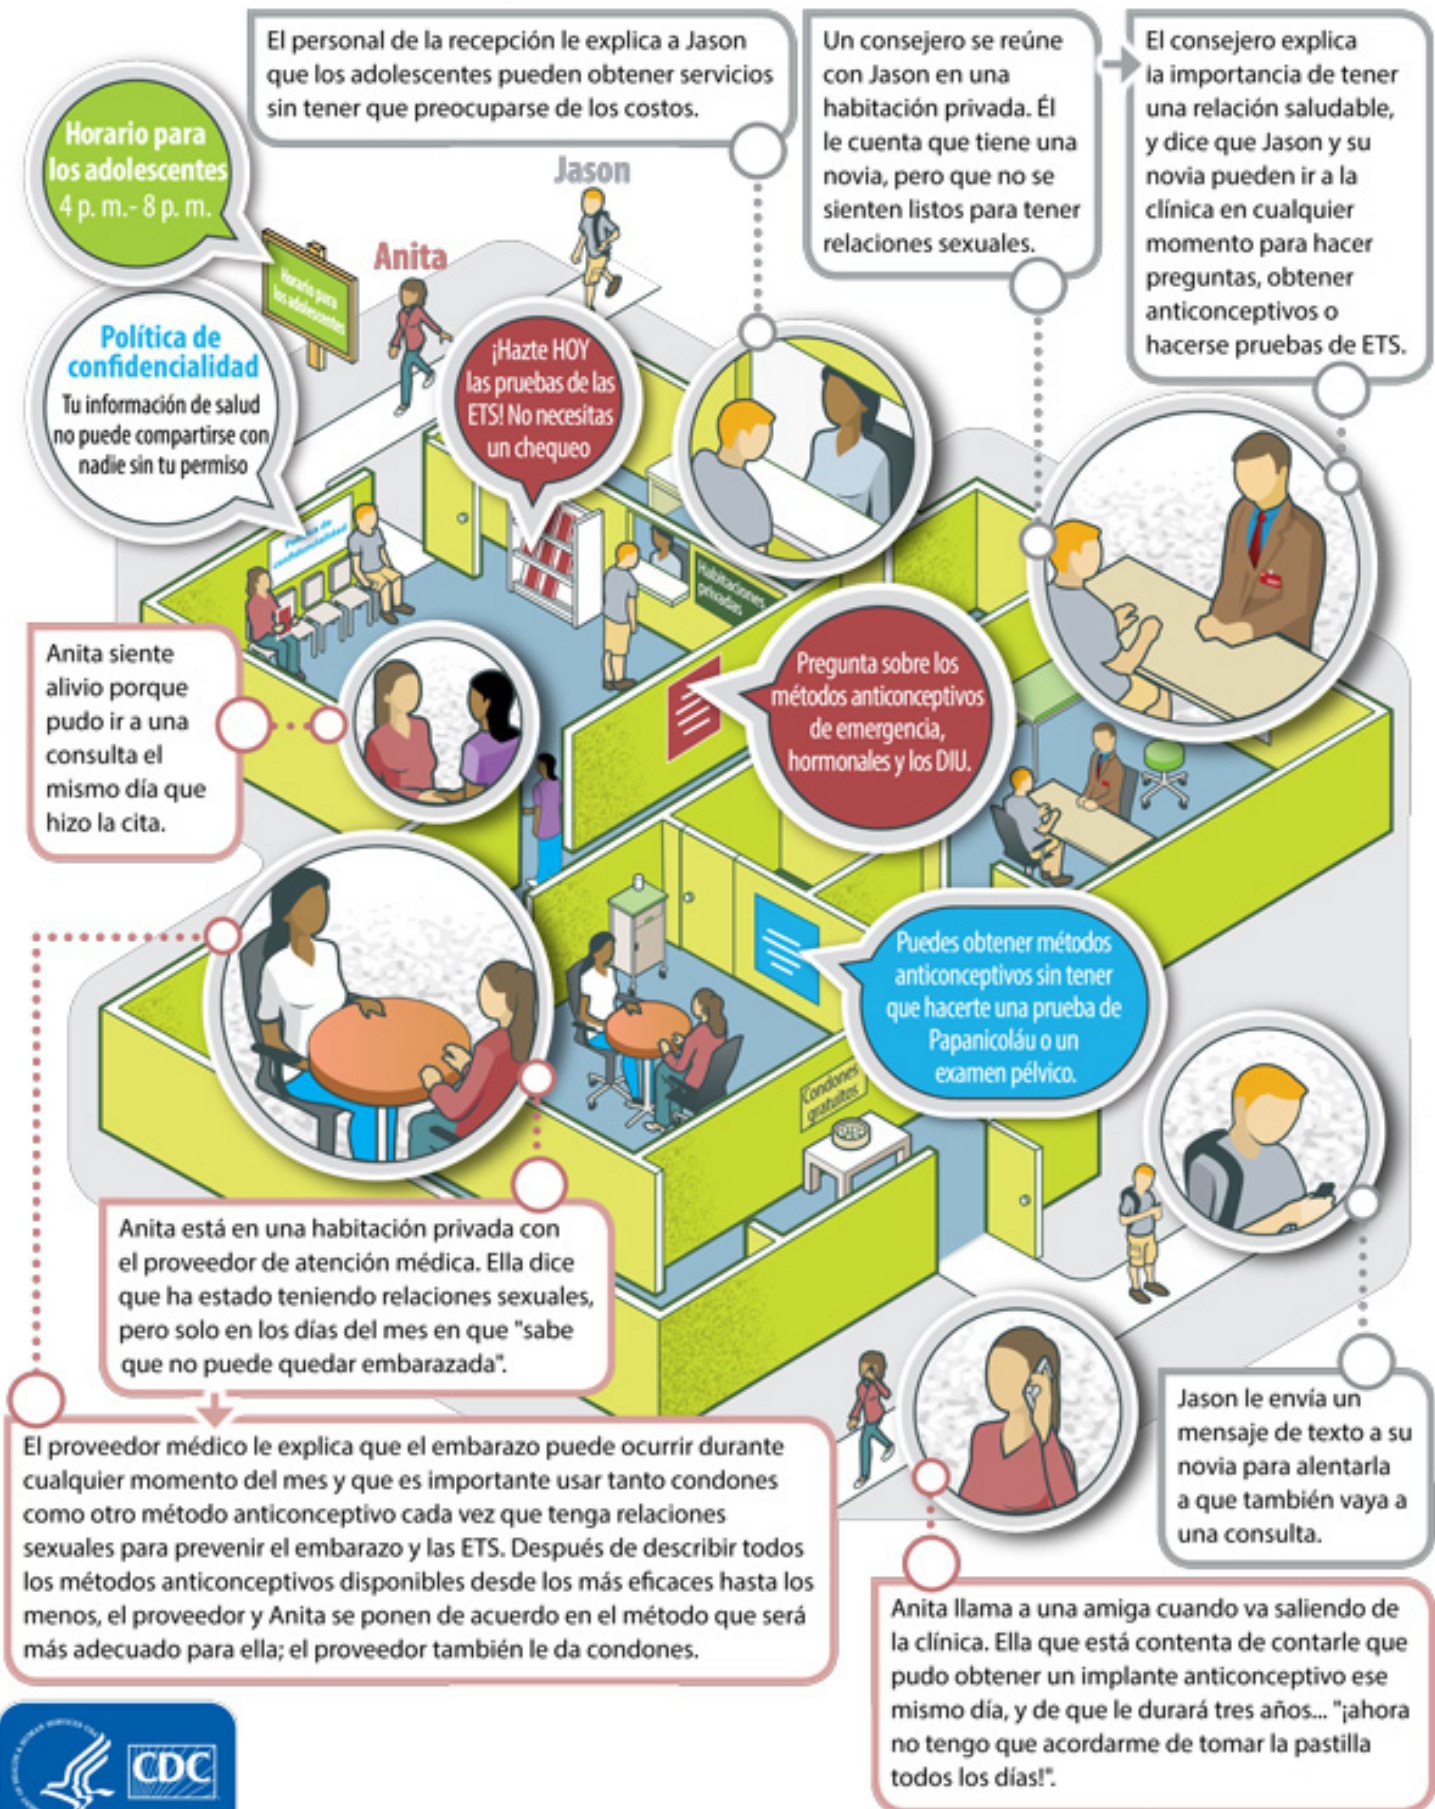 El personal de la recepción le explica a Jason
que los adolescentes pueden obtener servicios
sin tener que preocuparse de los costos.
Un consejero se reúne
con Jason en una
habitación privada. Él
le cuenta que tiene una
novia, pero que no se
sienten listos para tener
relaciones sexuales.
El consejero explica
la importancia de tener
una relación saludable,
y dice que Jason y su
novia pueden ir a la
clínica en cualquier
momento para hacer
preguntas, obtener
anticonceptivos o
hacerse pruebas de ETS.
Horario para
los adolescentes
4 p. m.- 8 p. m.
Jason
Anita
Horario para
los adolescentes
Política de
confidencialidad
Tu información de salud
no puede compartirse con
nadie sin tu permiso
¡Hazte HOY
las pruebas de las
ETS! No necesitas
un chequeo
Política de
confidencialidad
Habitaciones
privadas
Anita siente
alivio porque
pudo ir a una
consulta el
mismo día que
hizo la cita.
Pregunta sobre los
métodos anticonceptivos
de emergencia,
hormonales y los DIU.
Puedes obtener métodos
anticonceptivos sin tener
que hacerte una prueba de
Papanicoláu o un
examen pélvico.
Condones
gratuitos
Anita está en una habitación privada con
el proveedor de atención médica. Ella dice
que ha estado teniendo relaciones sexuales,
pero solo en los días del mes en que "sabe
que no puede quedar embarazada".
El proveedor médico le explica que el embarazo puede ocurrir durante
cualquier momento del mes y que es importante usar tanto condones
como otro método anticonceptivo cada vez que tenga relaciones
sexuales para prevenir el embarazo y las ETS. Después de describir todos
los métodos anticonceptivos disponibles desde los más eficaces hasta los
menos, el proveedor y Anita se ponen de acuerdo en el método que será
más adecuado para ella; el proveedor también le da condones.
Jason le envía un
mensaje de texto a su
novia para alentarla
a que también vaya a
una consulta.
Anita llama a una amiga cuando va saliendo de
la clínica. Ella que está contenta de contarle que
pudo obtener un implante anticonceptivo ese
mismo día, y de que le durará tres años... "¡ahora
no tengo que acordarme de tomar la pastilla
todos los días!".
CDC